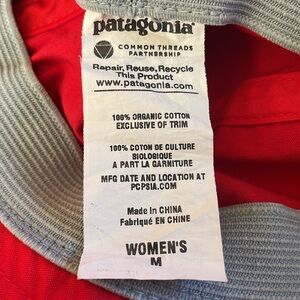 patagonia®
COMMON THREADS
PARTNERSHIP
Repair, Reuse, Recycle
This Product
www.patagonia.com
100% ORGANIC COTTON
EXCLUSIVE OF TRIM
100% COTON DE CULTURE
BIOLOGIQUE
A PART LA GARNITURE
MFG DATE AND LOCATION AT
PCPSIA.COM
Made in CHINA
Fabriqué en CHINE
WOMEN'S
M